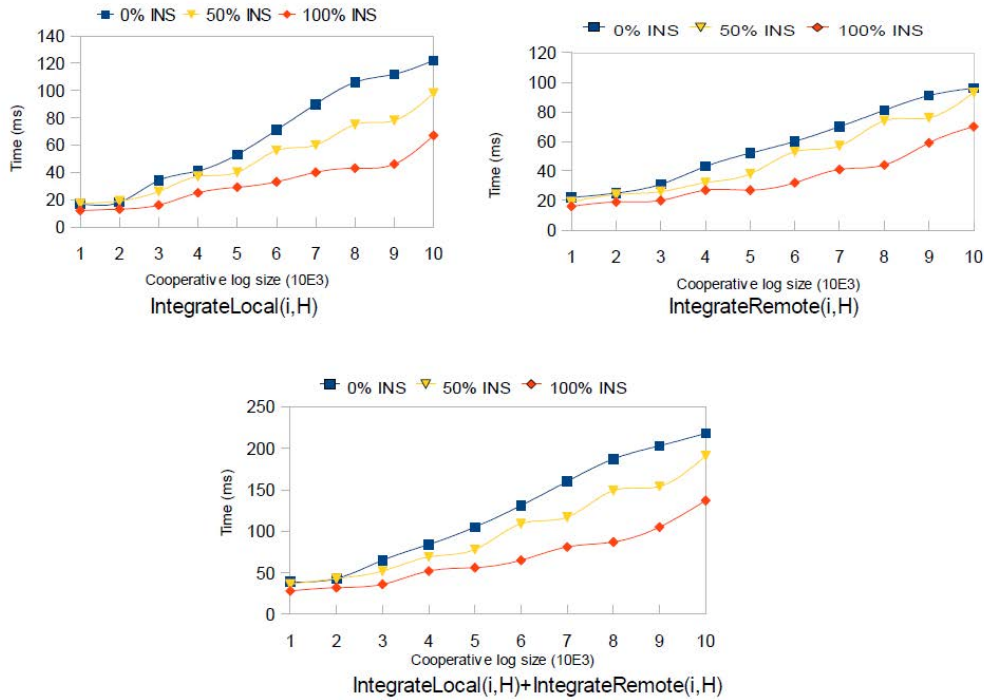 0% INS 50% INS 100% INS
140
120
100
80
60
40
20
0
Time (ms)
1 2 3 4 5 6 7 8 9 10
Cooperative log size (10E3)
IntegrateLocal(i,H)
0% INS 50% INS 100% INS
120
100
80
60
40
20
0
Time (ms)
1 2 3 4 5 6 7 8 9 10
Cooperative log size (10E3)
IntegrateRemote(i,H)
0% INS 50% INS 100% INS
250
200
150
100
50
0
Time (ms)
1 2 3 4 5 6 7 8 9 10
Cooperative log size (10E3)
IntegrateLocal(i,H)+IntegrateRemote(i,H)